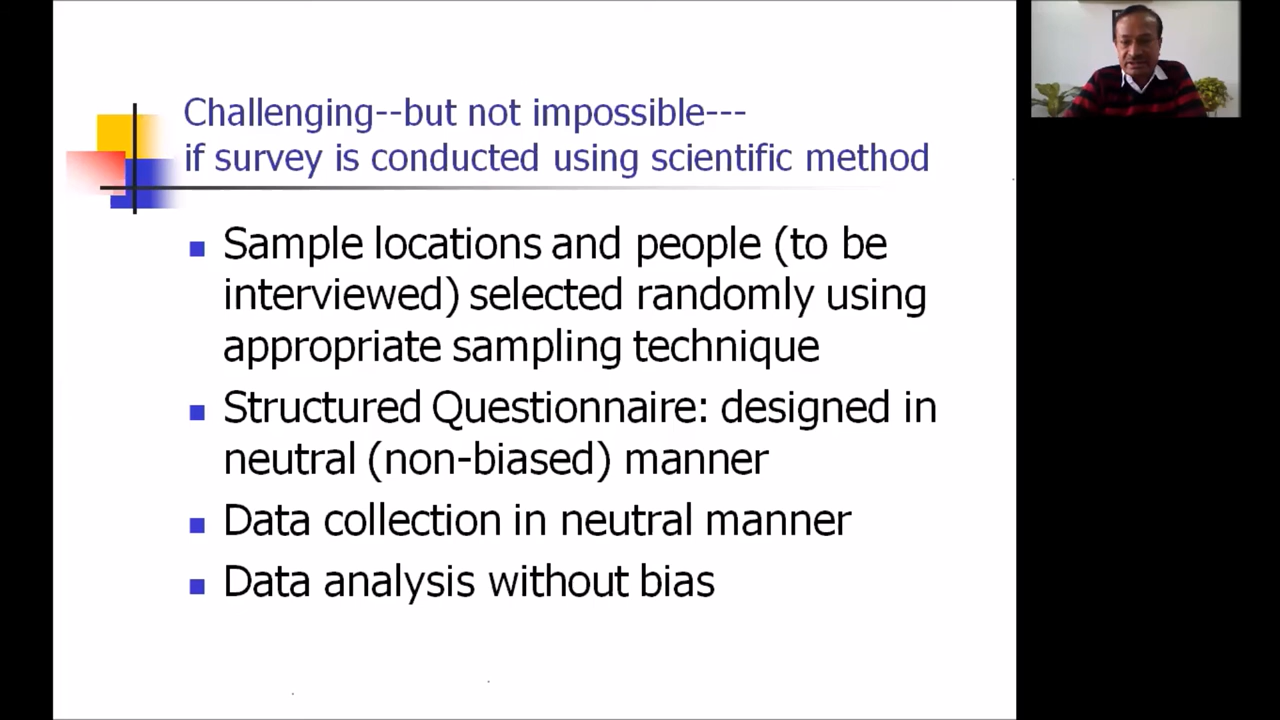 Challenging--but not impossible---
if survey is conducted using scientific method
Sample locations and people (to be
interviewed) selected randomly using
appropriate sampling technique
Structured Questionnaire: designed in
neutral (non-biased) manner
Data collection in neutral manner
Data analysis without bias